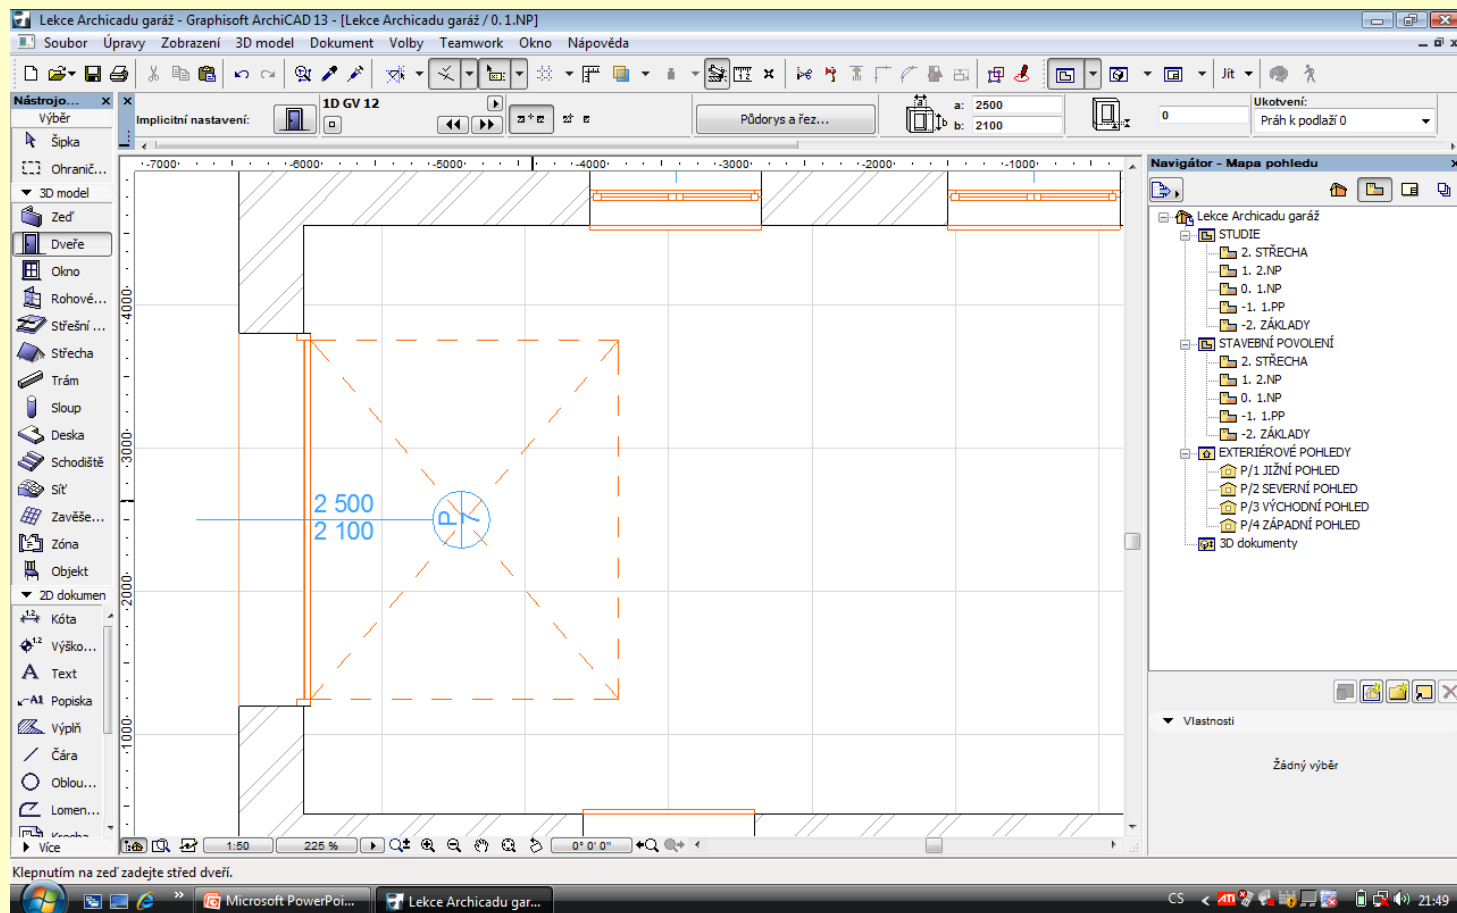 Lekce Archicadu garáž - Graphisoft ArchiCAD 13 - [Lekce Archicadu garáž / 0. 1.NP]
Soubor Úpravy Zobrazení 3D model Dokument Volby Teamwork Okno Nápověda
Jít
Nástrojo...
Výběr
Šipka
Ohranič...
3D model
Zeď
Dveře
Okno
Rohové...
Střešní ...
Střecha
Trám
Sloup
Deska
Schodiště
Síť
Zavěše...
Zóna
Objekt
2D dokumen
Kóta
Výško...
Text
A1 Popiska
Výplň
Čára
Oblou...
Lomen...
Více
Implicitní nastavení:
1D GV 12
Půdorys a řez...
a: 2500
b: 2100
0
Ukotvení:
Práh k podlaží 0
-7000 -6000 -5000 -4000 -3000 -2000 -1000
4000
3000
2000
1000
2 500
2 100
P
7
Navigátor - Mapa pohledu
Lekce Archicadu garáž
STUDIE
2. STŘECHA
1. 2.NP
0. 1.NP
-1. 1.PP
-2. ZÁKLADY
STAVEBNÍ POVOLENÍ
2. STŘECHA
1. 2.NP
0. 1.NP
-1. 1.PP
-2. ZÁKLADY
EXTERIÉROVÉ POHLEDY
P/1 JIŽNÍ POHLED
P/2 SEVERNÍ POHLED
P/3 VÝCHODNÍ POHLED
P/4 ZÁPADNÍ POHLED
3D dokumenty
Vlastnosti
Žádný výběr
1:50 225 % 0° 0' 0"
Klepnutím na zeď zadejte střed dveří.
Microsoft PowerPoi... Lekce Archicadu gar... CS 21:49